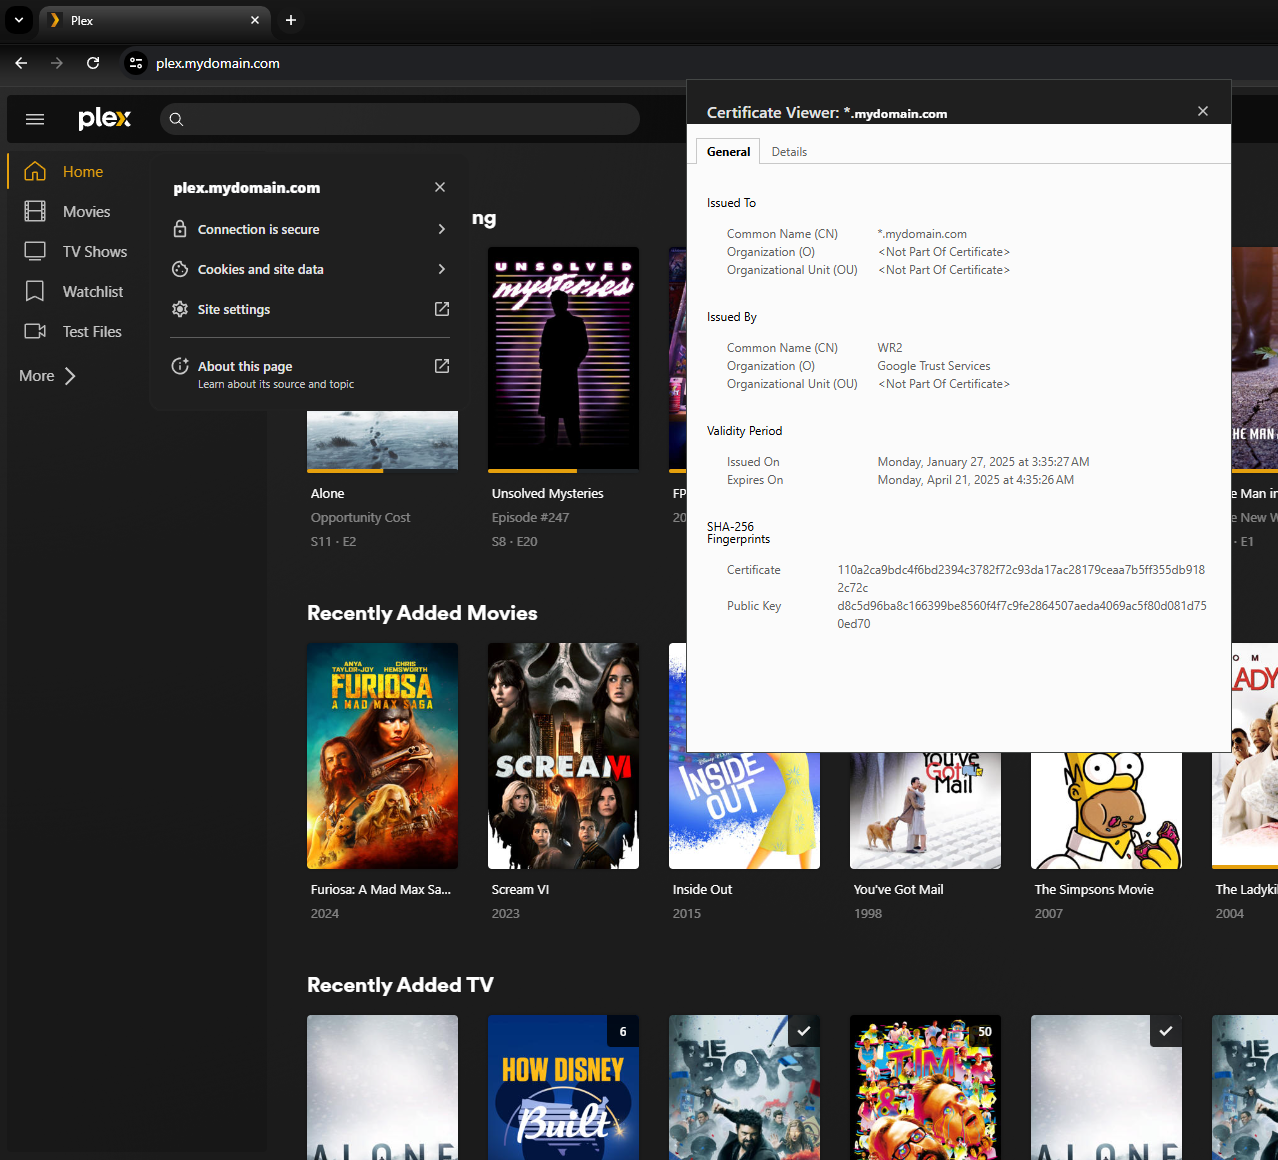 Plex
plex.mydomain.com
plex
Home
Movies
TV Shows
Watchlist
Test Files
More
plex.mydomain.com
Connection is secure
Cookies and site data
Site settings
About this page
Learn about its source and topic
ng
UNSOLVED
mysteries
HE MAN
Alone
Opportunity Cost
S11 · E2
Unsolved Mysteries
Episode #247
S8 · E20
FP
20
e Man in
e New W
· E1
Certificate Viewer: *.mydomain.com
General
Details
Issued To
Common Name (CN) *.mydomain.com
Organization (O) <Not Part Of Certificate>
Organizational Unit (OU) <Not Part Of Certificate>
Issued By
Common Name (CN) WR2
Organization (O) Google Trust Services
Organizational Unit (OU) <Not Part Of Certificate>
Validity Period
Issued On Monday, January 27, 2025 at 3:35:27 AM
Expires On Monday, April 21, 2025 at 4:35:26 AM
SHA-256
Fingerprints
Certificate 110a2ca9bdc4f6bd2394c3782f72c93da17ac28179ceaa7b5ff355db918
2c72c
Public Key d8c5d96ba8c166399be8560f4f7c9fe2864507aeda4069ac5f80d081d75
0ed70
Recently Added Movies
ANYA TAYLOR-JOY CHRIS HEMSWORTH
FURIOSA
A MAD MAX SAGA
SCREAM VI
INSIDE
OUT
You've
Got
Mail
O M
LADY
Furiosa: A Mad Max Sa...
2024
Scream VI
2023
Inside Out
2015
You've Got Mail
1998
The Simpsons Movie
2007
The Ladykil
2004
Recently Added TV
ALONE
6
HOW DISNEY
Built
THE
BOYS
50
TIM
&
ALONE